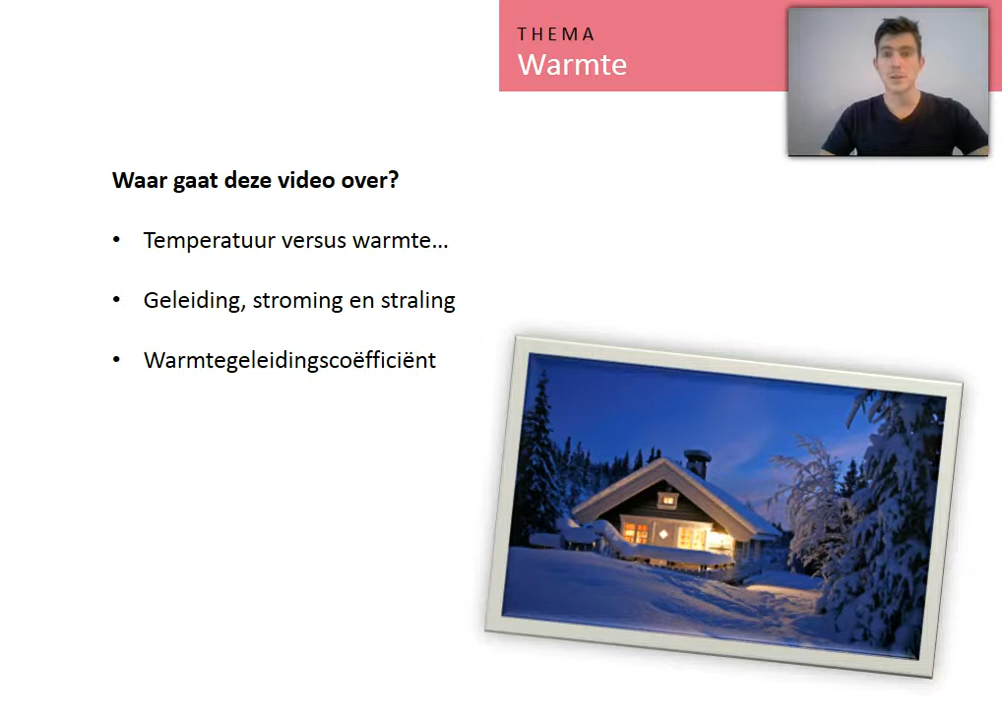 THEMA
Warmte
Waar gaat deze video over?
• Temperatuur versus warmte...
• Geleiding, stroming en straling
• Warmtegeleidingscoëfficiënt